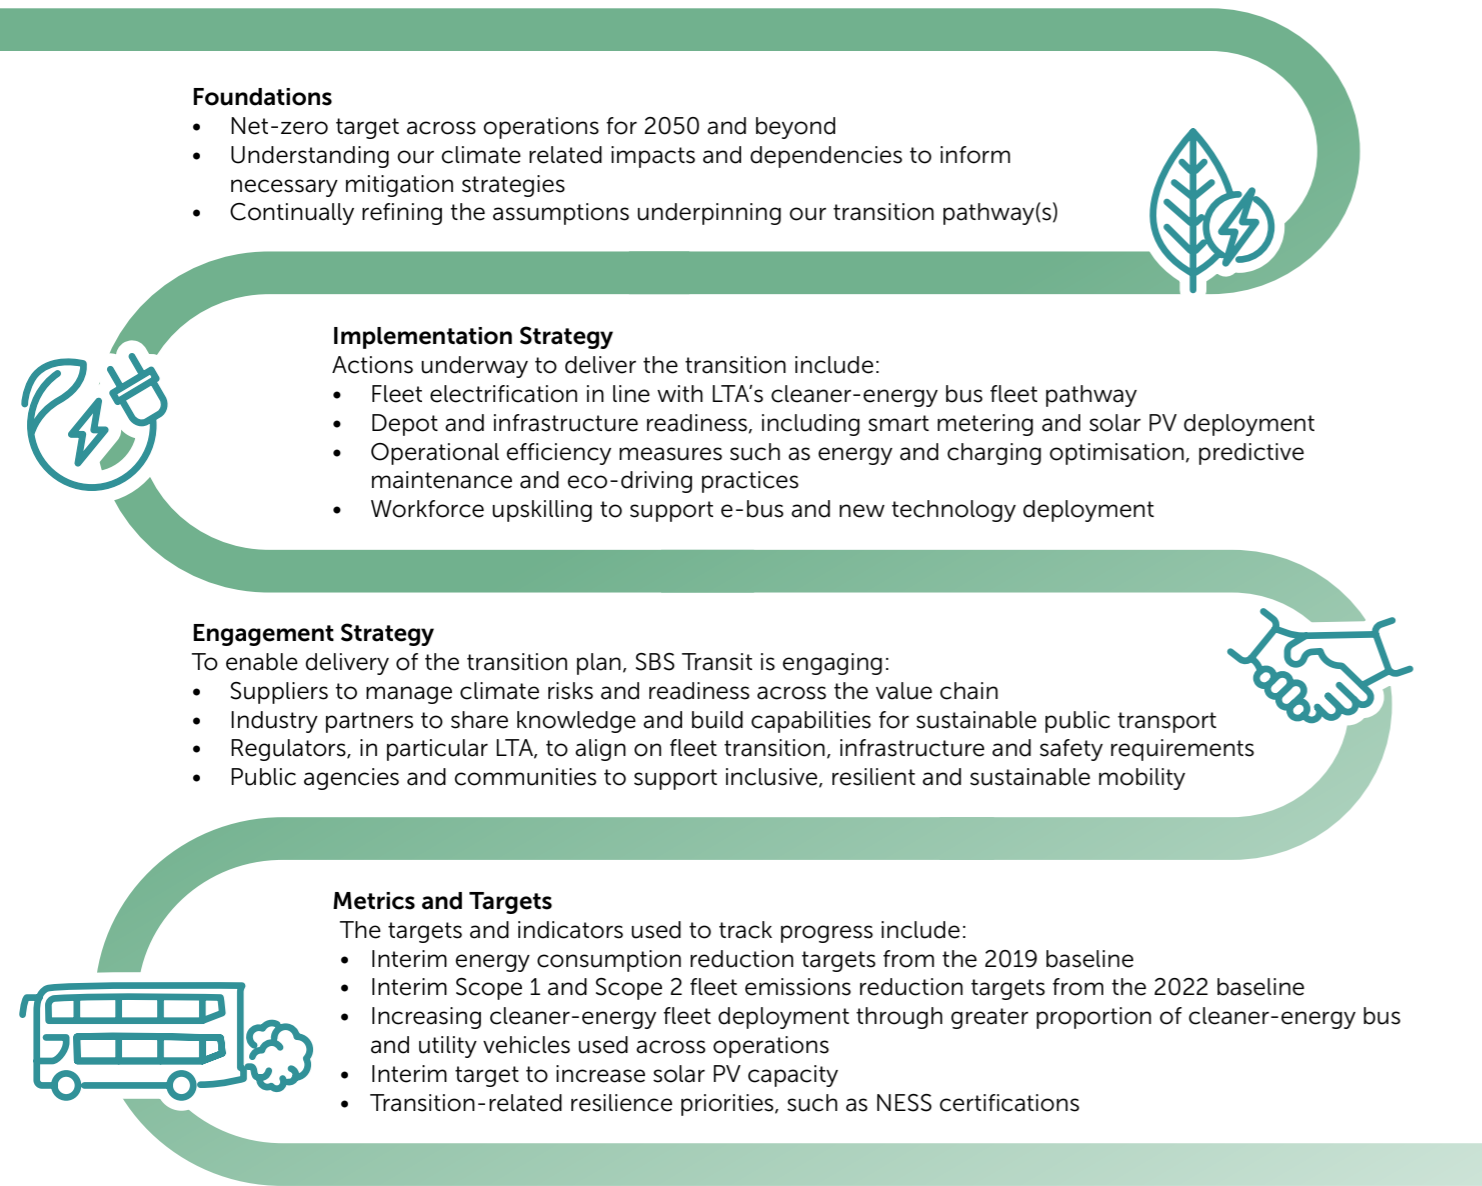 Foundations
• Net-zero target across operations for 2050 and beyond
• Understanding our climate related impacts and dependencies to inform
necessary mitigation strategies
• Continually refining the assumptions underpinning our transition pathway(s)
Implementation Strategy
Actions underway to deliver the transition include:
• Fleet electrification in line with LTA's cleaner-energy bus fleet pathway
• Depot and infrastructure readiness, including smart metering and solar PV deployment
• Operational efficiency measures such as energy and charging optimisation, predictive
maintenance and eco-driving practices
• Workforce upskilling to support e-bus and new technology deployment
Engagement Strategy
To enable delivery of the transition plan, SBS Transit is engaging:
• Suppliers to manage climate risks and readiness across the value chain
• Industry partners to share knowledge and build capabilities for sustainable public transport
• Regulators, in particular LTA, to align on fleet transition, infrastructure and safety requirements
• Public agencies and communities to support inclusive, resilient and sustainable mobility
Metrics and Targets
The targets and indicators used to track progress include:
• Interim energy consumption reduction targets from the 2019 baseline
• Interim Scope 1 and Scope 2 fleet emissions reduction targets from the 2022 baseline
• Increasing cleaner-energy fleet deployment through greater proportion of cleaner-energy bus
and utility vehicles used across operations
• Interim target to increase solar PV capacity
• Transition-related resilience priorities, such as NESS certifications